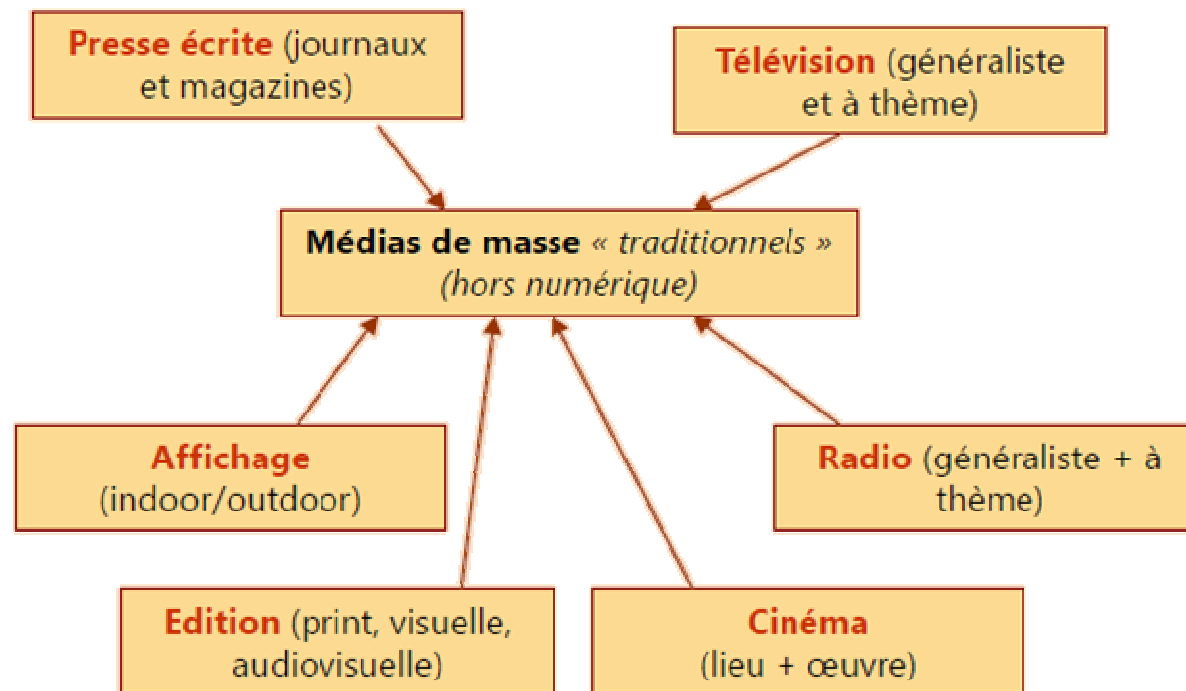 Presse écrite (journaux
et magazines)
Télévision (généraliste
et à thème)
Médias de masse « traditionnels »
(hors numérique)
Affichage
(indoor/outdoor)
Radio (généraliste + à
thème)
Edition (print, visuelle,
audiovisuelle)
Cinéma
(lieu + œuvre)